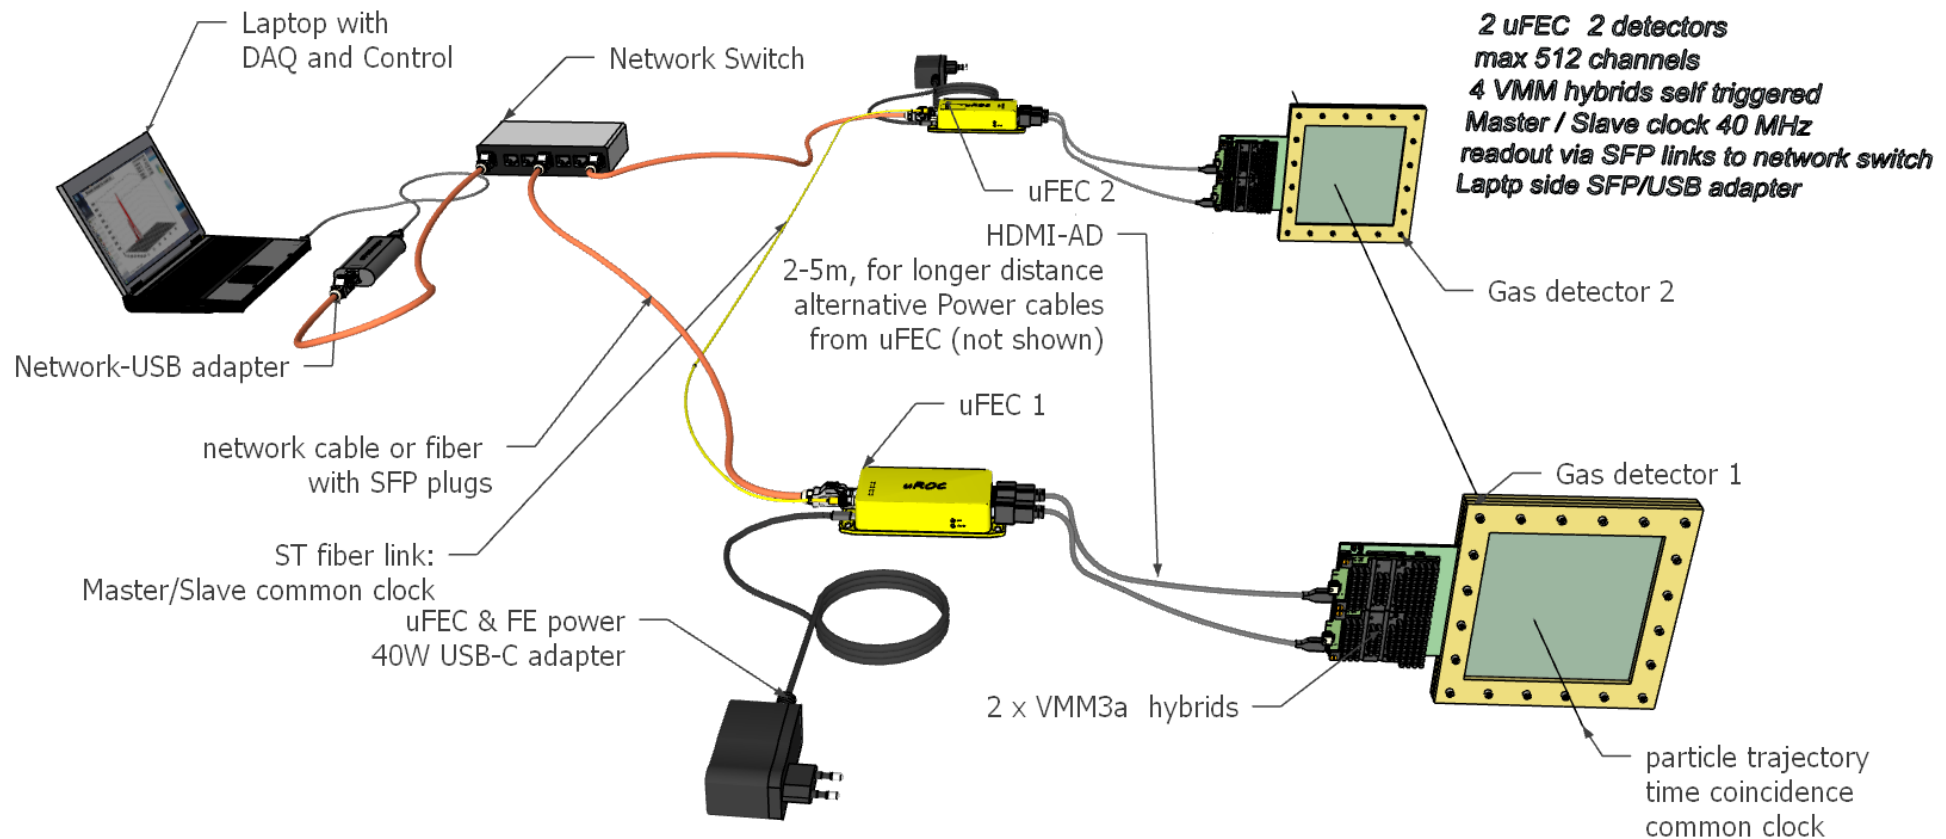 Laptop with
DAQ and Control
Network Switch
2 uFEC 2 detectors
max 512 channels
4 VMM hybrids self triggered
Master / Slave clock 40 MHz
readout via SFP links to network switch
Laptp side SFP/USB adapter
uFEC 2
HDMI-AD
2-5m, for longer distance
alternative Power cables
from uFEC (not shown)
Gas detector 2
Network-USB adapter
uFEC 1
network cable or fiber
with SFP plugs
Gas detector 1
uROC
ST fiber link:
Master/Slave common clock
uFEC & FE power
40W USB-C adapter
2 x VMM3a hybrids
particle trajectory
time coincidence
common clock